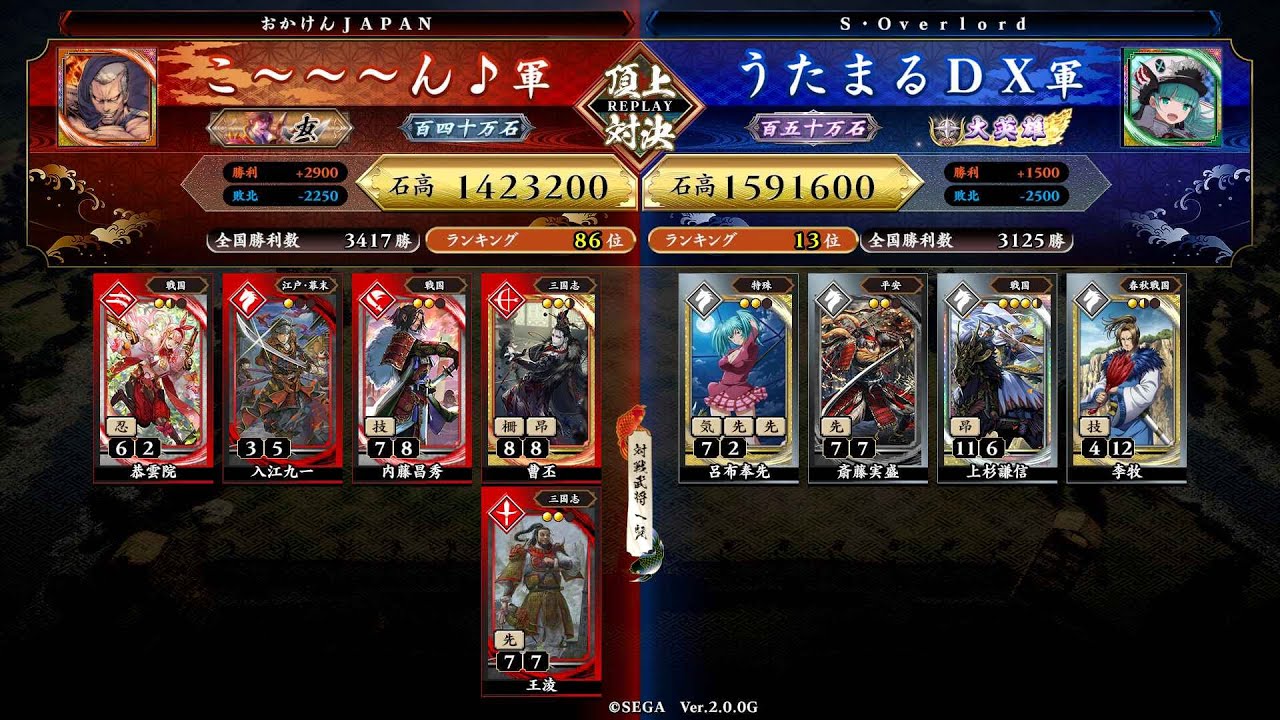 おかけんJAPAN
S・Overlord
こ～～～ん♪軍
頂上
REPLAY
対決
うたまるDX軍
百四十万石
百五十万石
大英雄
勝利 +2900
敗北 -2250
石高 1423200
石高 1591600
勝利 +1500
敗北 -2500
全国勝利数 3417勝
ランキング 86位
ランキング 13位
全国勝利数 3125勝
戦国
忍
6 2
恭雲院
江戸・幕末
3 5
入江九一
戦国
技
7 8
内藤昌秀
三国志
柵 昂
8 8
曹丕
特殊
気 先 先
7 2
呂布奉先
平安
先
7 7
斎藤実盛
戦国
昂
11 6
上杉謙信
春秋戦国
技
4 12
李牧
対戦武将一覧
三国志
先
7 7
王淩
©SEGA Ver.2.0.0G